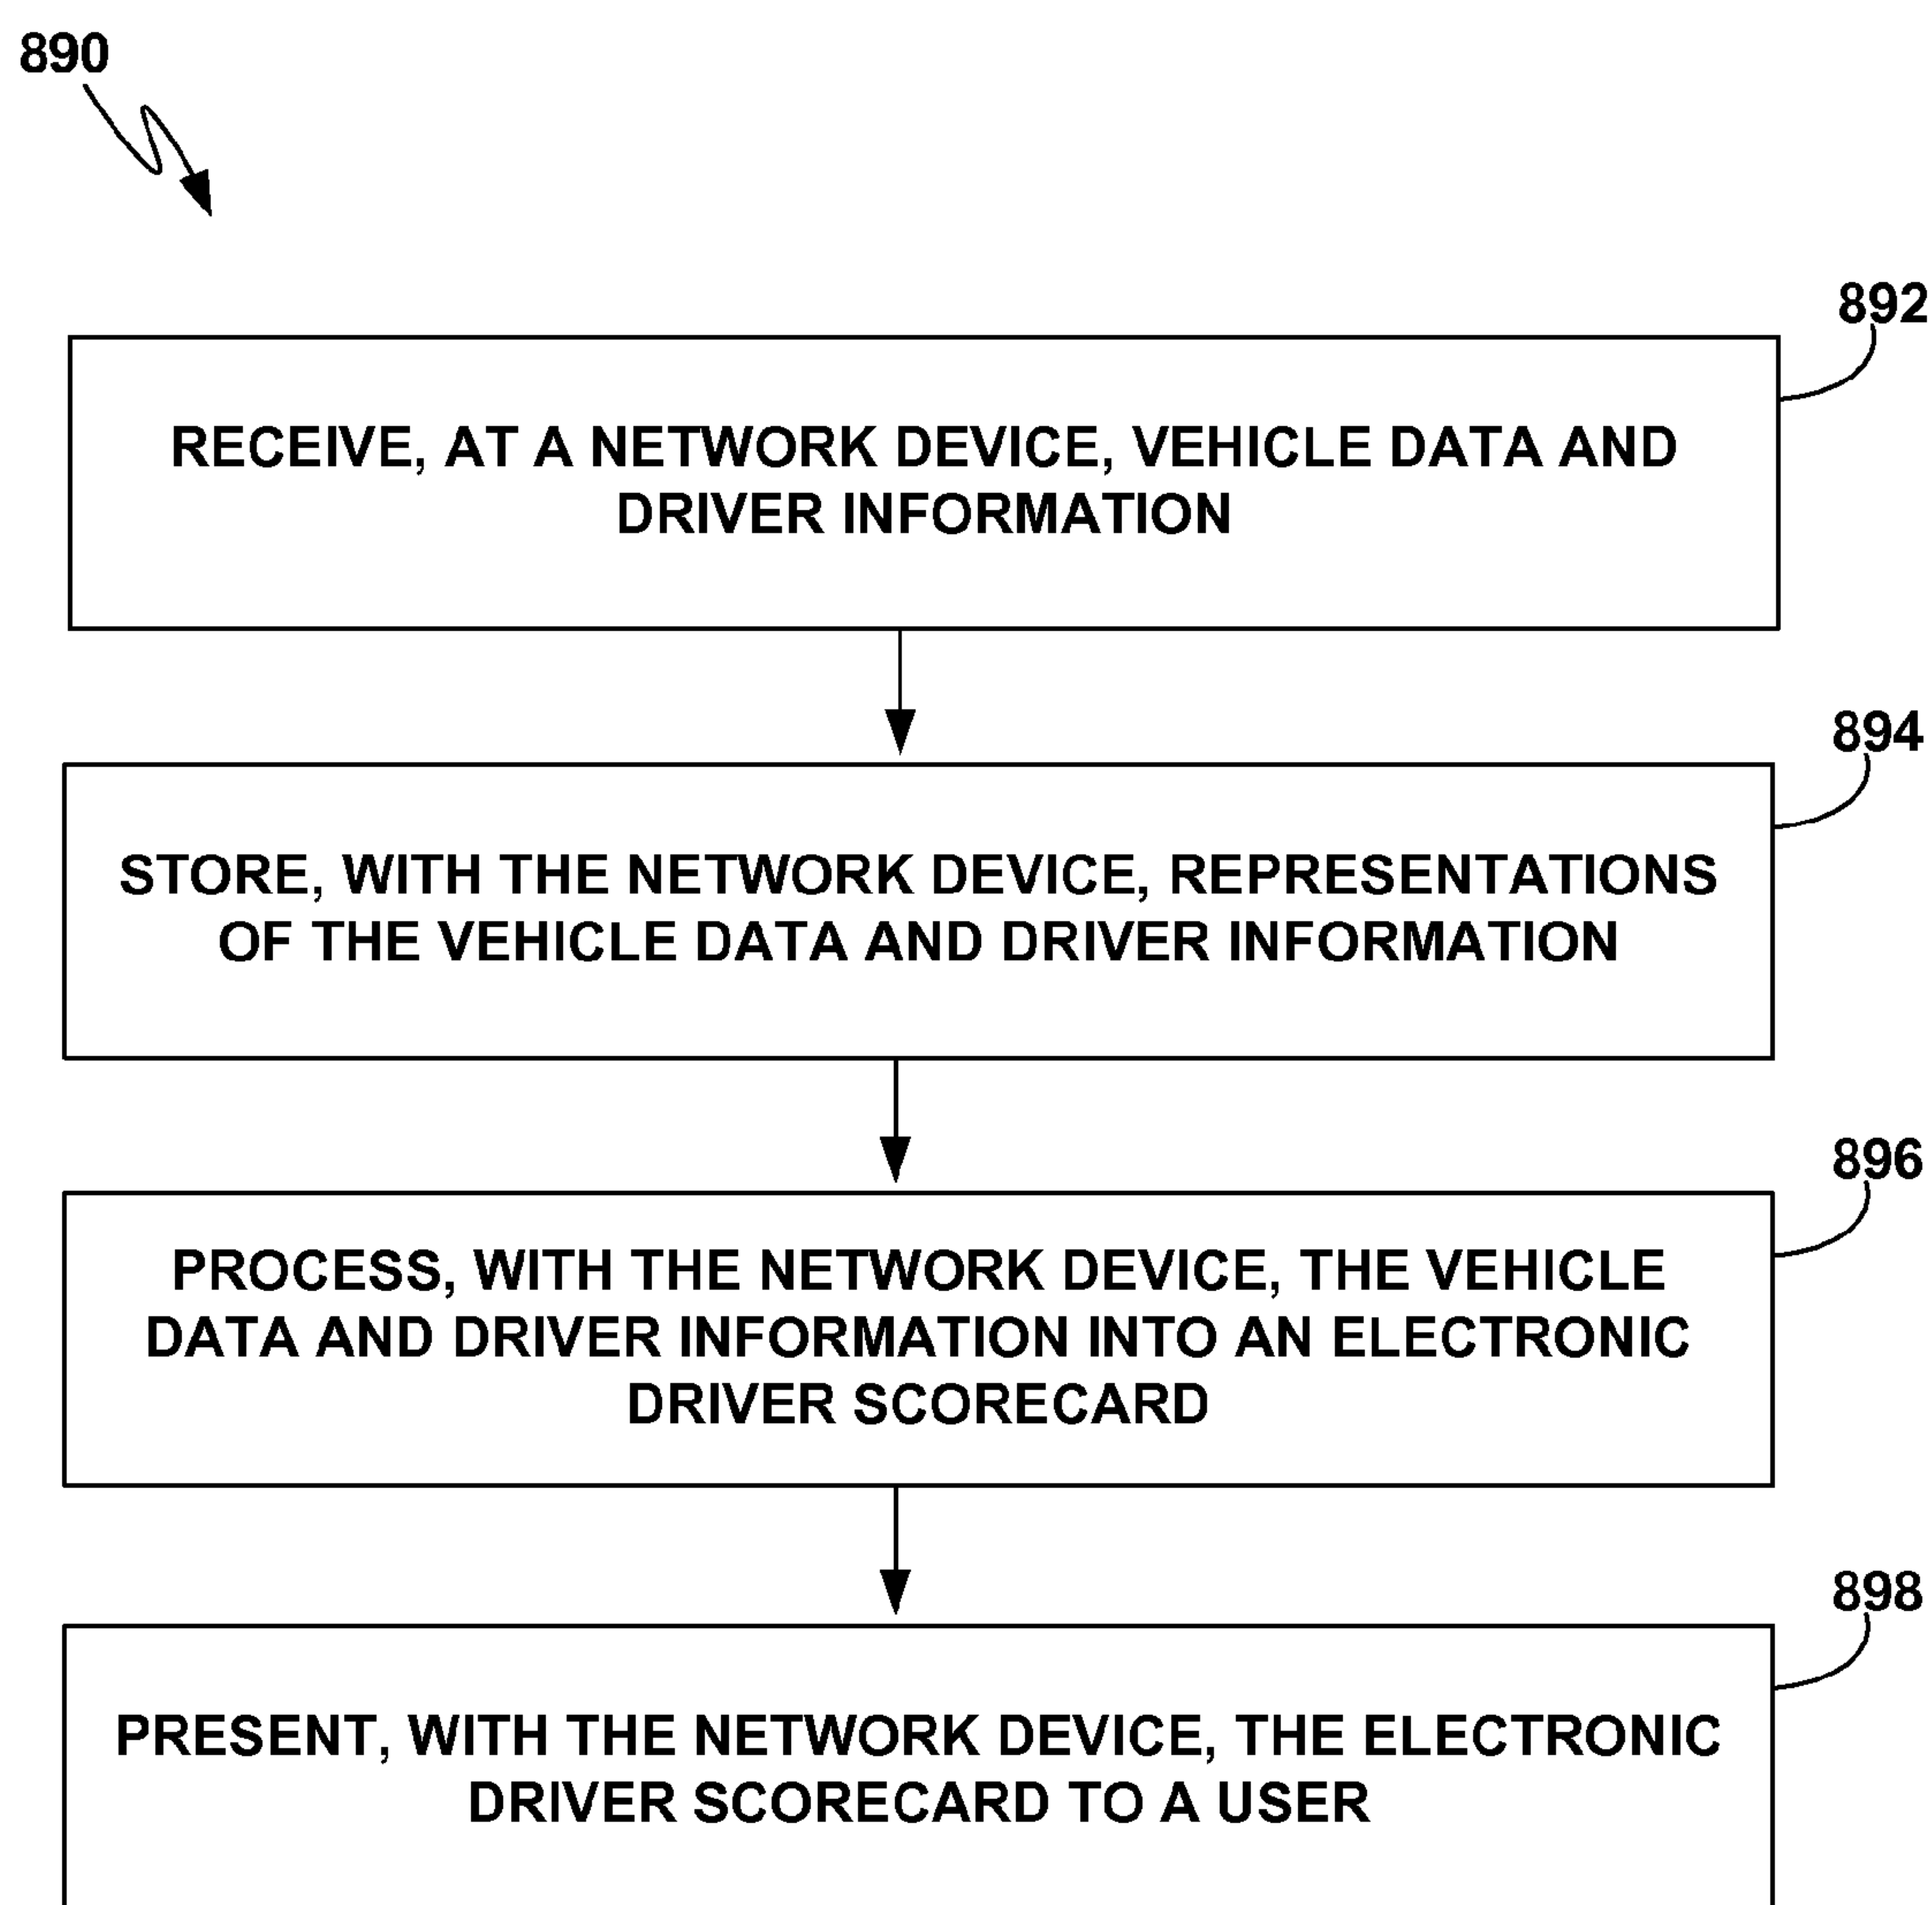 890
892
RECEIVE, AT A NETWORK DEVICE, VEHICLE DATA AND
DRIVER INFORMATION
894
STORE, WITH THE NETWORK DEVICE, REPRESENTATIONS
OF THE VEHICLE DATA AND DRIVER INFORMATION
896
PROCESS, WITH THE NETWORK DEVICE, THE VEHICLE
DATA AND DRIVER INFORMATION INTO AN ELECTRONIC
DRIVER SCORECARD
898
PRESENT, WITH THE NETWORK DEVICE, THE ELECTRONIC
DRIVER SCORECARD TO A USER